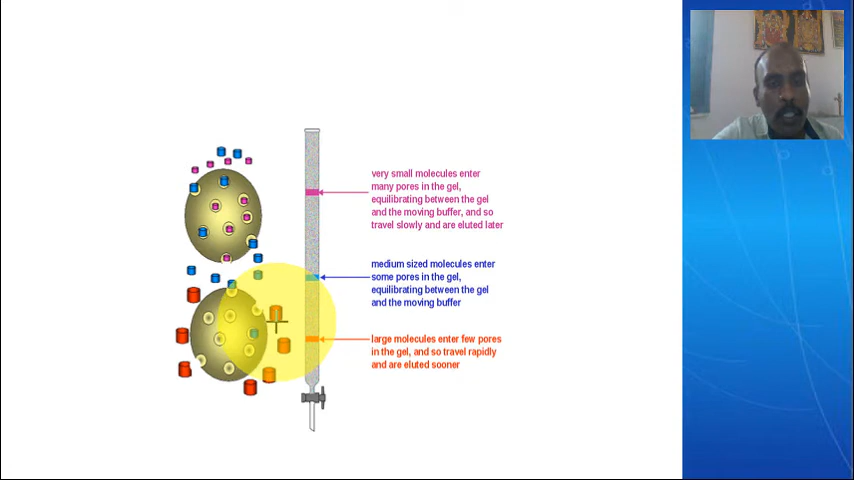 very small molecules enter
many pores in the gel,
equilibrating between the gel
and the moving buffer, and so
travel slowly and are eluted later
medium sized molecules enter
some pores in the gel,
equilibrating between the gel
and the moving buffer
large molecules enter few pores
in the gel, and so travel rapidly
and are eluted sooner